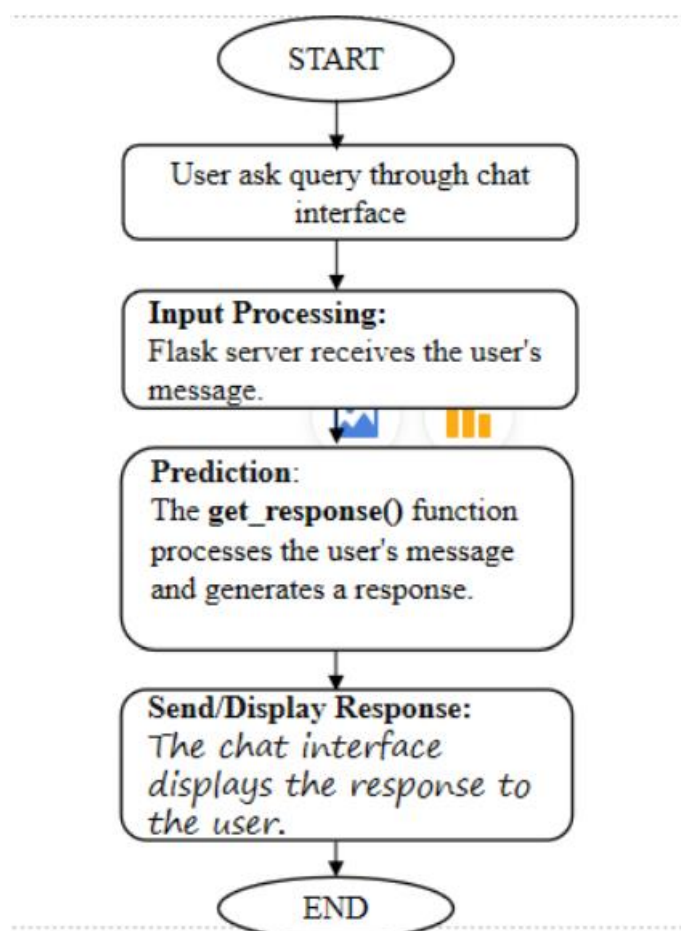 START
User ask query through chat
interface
Input Processing:
Flask server receives the user's
message.
Prediction:
The get_response() function
processes the user's message
and generates a response.
Send/Display Response:
The chat interface
displays the response to
the user.
END